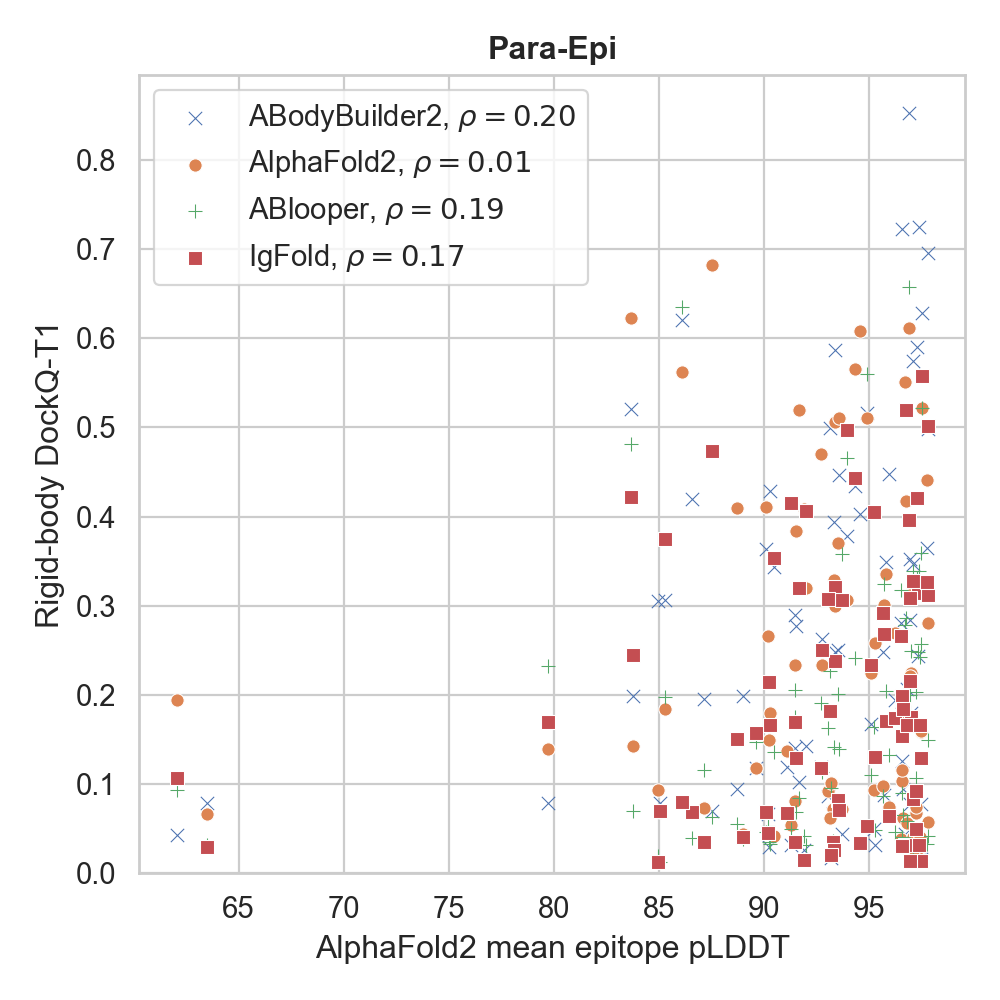 Para-Epi
ABodyBuilder2, ρ = 0.20
AlphaFold2, ρ = 0.01
ABlooper, ρ = 0.19
IgFold, ρ = 0.17
Rigid-body DockQ-T1
0.8
0.7
0.6
0.5
0.4
0.3
0.2
0.1
0.0
65 70 75 80 85 90 95
AlphaFold2 mean epitope pLDDT